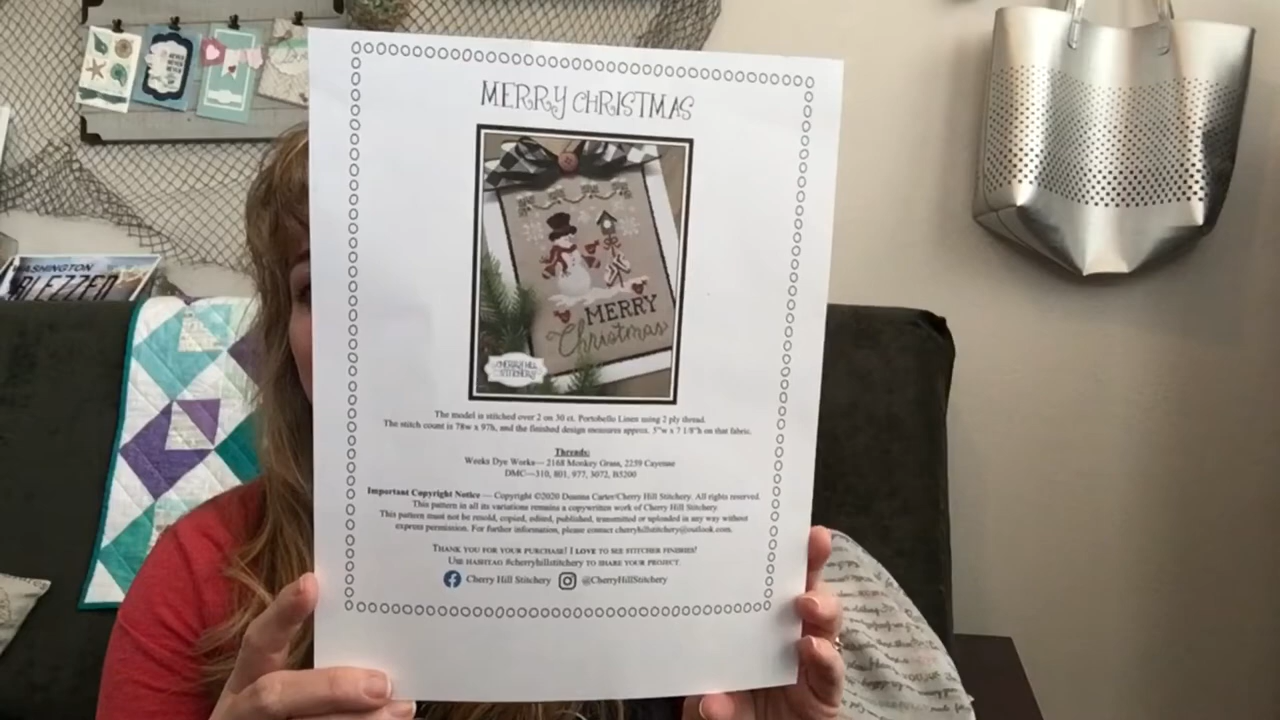 MERRY CHRISTMAS
MERRY
Christmas
CHERRY HILL
STITCHERY
The model is stitched over 2 on 30 ct. Portobello Linen using 2 ply thread.
The stitch count is 78w x 97h, and the finished design measures approx. 5"w x 7 1/8"h on that fabric.
Threads:
Weeks Dye Works— 2168 Monkey Grass, 2259 Cayenne
DMC—310, 801, 977, 3072, B5200
Important Copyright Notice — Copyright ©2020 Deanna Carter/Cherry Hill Stitchery. All rights reserved.
This pattern in all its variations remains a copywritten work of Cherry Hill Stitchery
This pattern must not be resold, copied, edited, published, transmitted or uploaded in any way without
express permission. For further information, please contact cherryhillstitchery@outlook.com.
THANK YOU FOR YOUR PURCHASE! I LOVE TO SEE STITCHER FINISHES!
USE HASHTAG #cherryhillstitchery TO SHARE YOUR PROJECT.
Cherry Hill Stitchery @CherryHillStitchery
WASHINGTON
BLEZZED